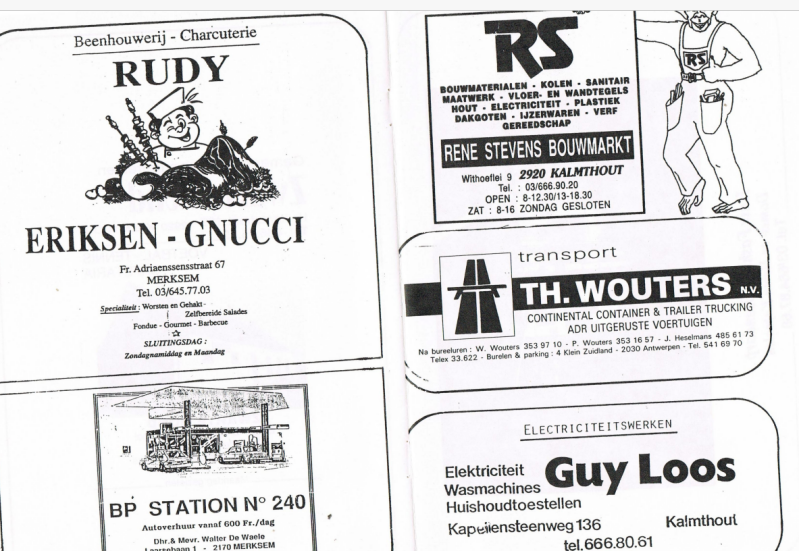 Beenhouwerij - Charcuterie
RUDY
ERIKSEN - GNUCCI
Fr. Adriaenssensstraat 67
MERKSEM
Tel. 03/645.77.03
Specialiteit : Worsten en Gehakt -
Zelfbereide Salades
Fondue - Gourmet - Barbecue
SLUITINGSDAG :
Zondagnamiddag en Maandag
BP STATION N° 240
Autoverhuur vanaf 600 Fr./dag
Dhr.& Mevr. Walter De Waele
Laarsebaan 1 - 2170 MERKSEM
RS
BOUWMATERIALEN - KOLEN - SANITAIR
MAATWERK - VLOER- EN WANDTEGELS
HOUT - ELECTRICITEIT - PLASTIEK
DAKGOTEN - IJZERWAREN - VERF
GEREEDSCHAP
RENE STEVENS BOUWMARKT
Withoeflei 9 2920 KALMTHOUT
Tel. : 03/666.90.20
OPEN : 8-12.30/13-18.30
ZAT : 8-16 ZONDAG GESLOTEN
RS
transport
TH. WOUTERS N.V.
CONTINENTAL CONTAINER & TRAILER TRUCKING
ADR UITGERUSTE VOERTUIGEN
Na bureeluren : W. Wouters 353 97 10 - P. Wouters 353 16 57 - J. Heselmans 485 61 73
Telex 33.622 - Burelen & parking : 4 Klein Zuidland - 2030 Antwerpen - Tel. 541 69 70
ELECTRICITEITSWERKEN
Elektriciteit
Wasmachines Guy Loos
Huishoudtoestellen
Kapellensteenweg 136 Kalmthout
tel.666.80.61